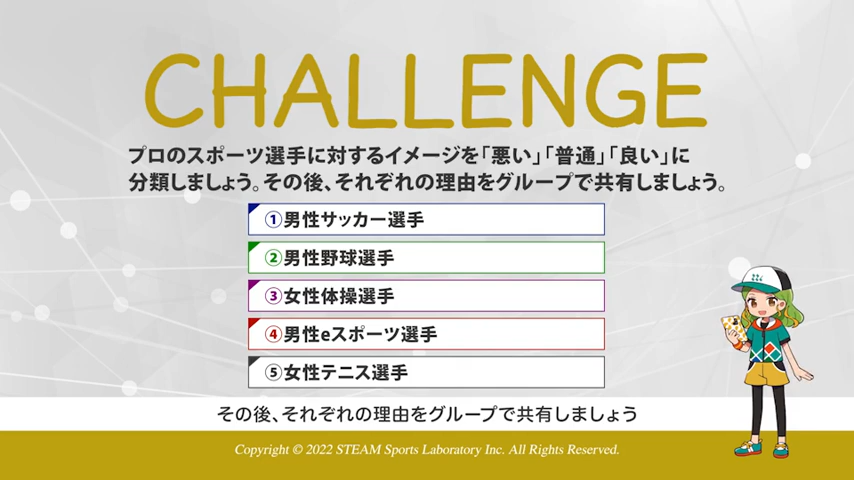 CHALLENGE
プロのスポーツ選手に対するイメージを「悪い」「普通」「良い」に
分類しましょう。その後、それぞれの理由をグループで共有しましょう。
①男性サッカー選手
②男性野球選手
③女性体操選手
④男性eスポーツ選手
⑤女性テニス選手
その後、それぞれの理由をグループで共有しましょう
Copyright © 2022 STEAM Sports Laboratory Inc. All Rights Reserved.